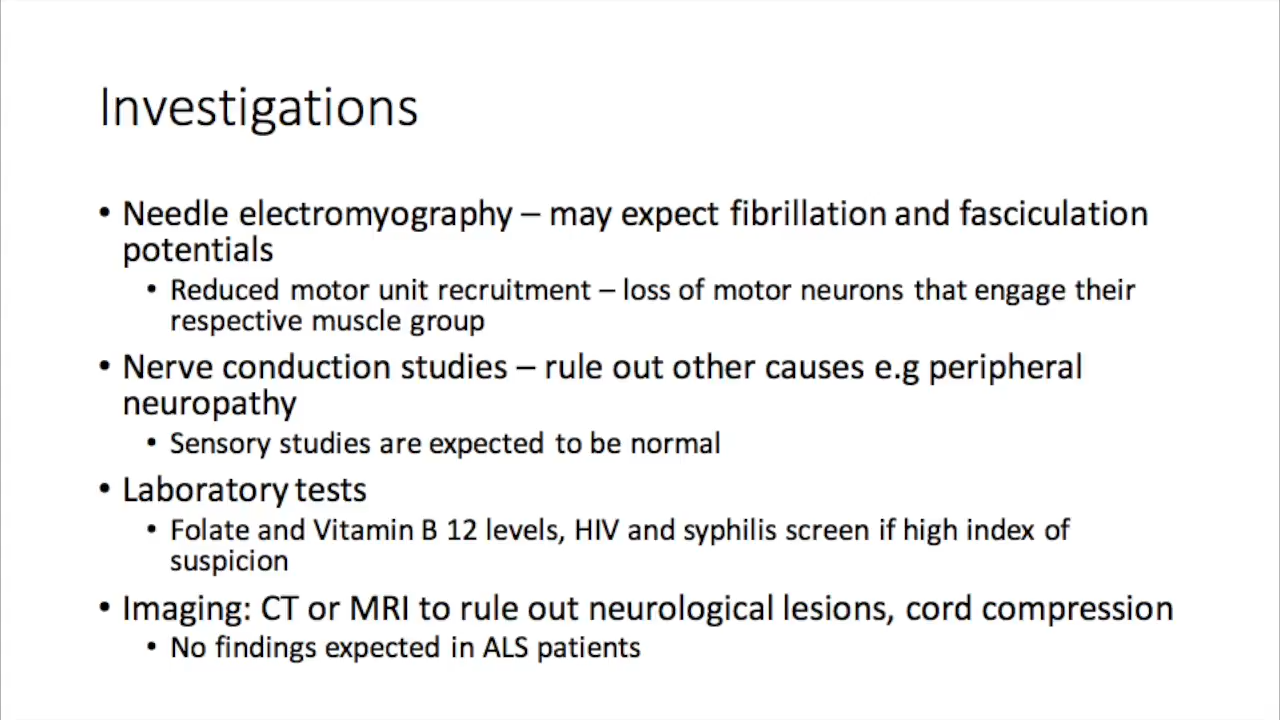 Investigations
• Needle electromyography – may expect fibrillation and fasciculation
potentials
• Reduced motor unit recruitment – loss of motor neurons that engage their
respective muscle group
• Nerve conduction studies – rule out other causes e.g peripheral
neuropathy
• Sensory studies are expected to be normal
• Laboratory tests
• Folate and Vitamin B 12 levels, HIV and syphilis screen if high index of
suspicion
• Imaging: CT or MRI to rule out neurological lesions, cord compression
• No findings expected in ALS patients